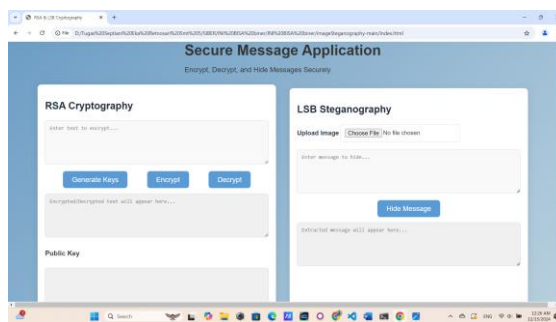 RSA & LSB Cryptography
File
Secure Message Application
Encrypt, Decrypt, and Hide Messages Securely
RSA Cryptography
Enter text to encrypt...
Generate Keys
Encrypt
Decrypt
Encrypted/Decrypted text will appear here...
Public Key
LSB Steganography
Upload Image
Choose File No file chosen
Enter message to hide...
Hide Message
Extracted message will appear here...
Search
ENG